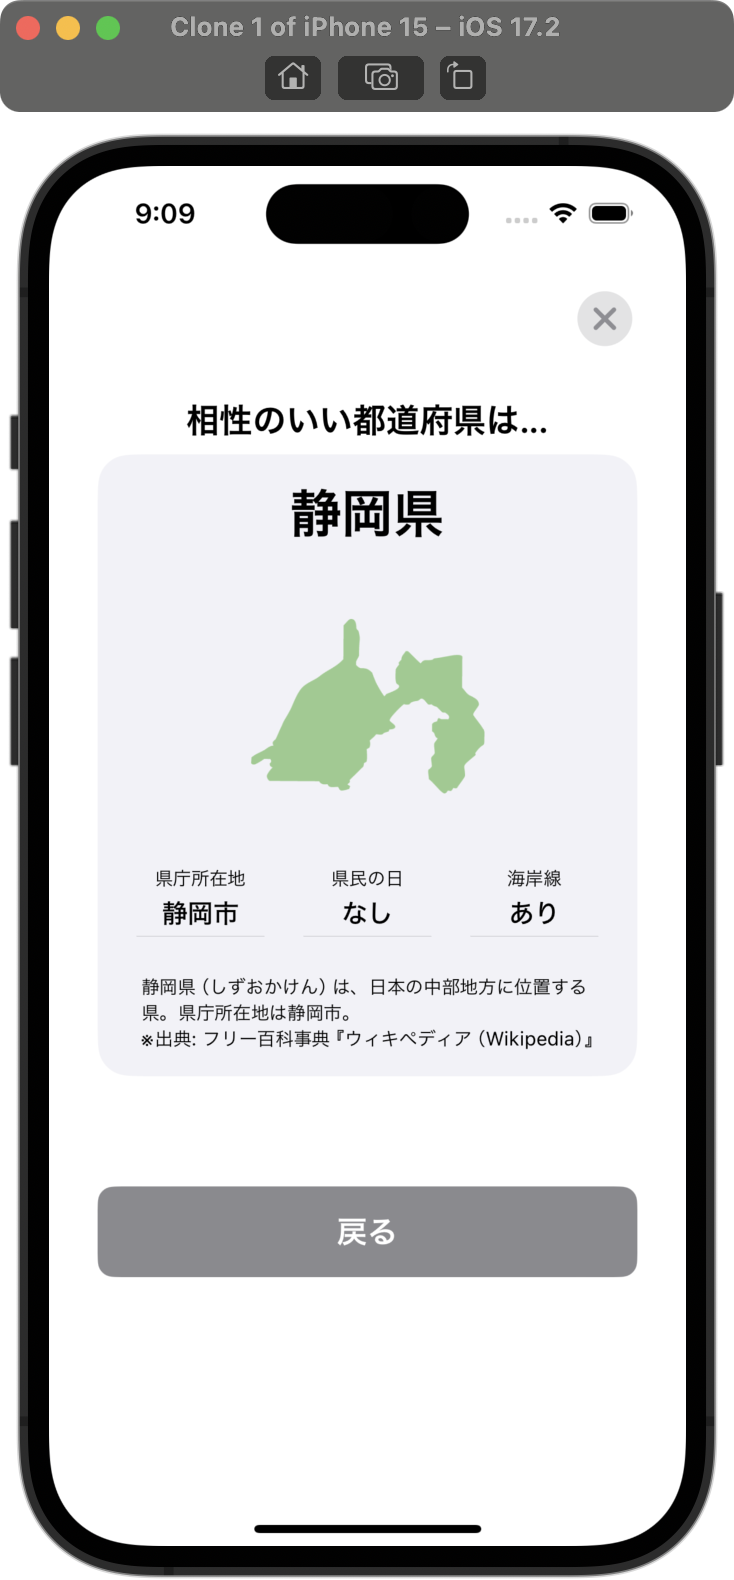 Clone 1 of iPhone 15 – iOS 17.2
9:09
相性のいい都道府県は...
静岡県
県庁所在地
静岡市
県民の日
なし
海岸線
あり
静岡県（しずおかけん）は、日本の中部地方に位置する
県。県庁所在地は静岡市。
※出典: フリー百科事典『ウィキペディア（Wikipedia）』
戻る